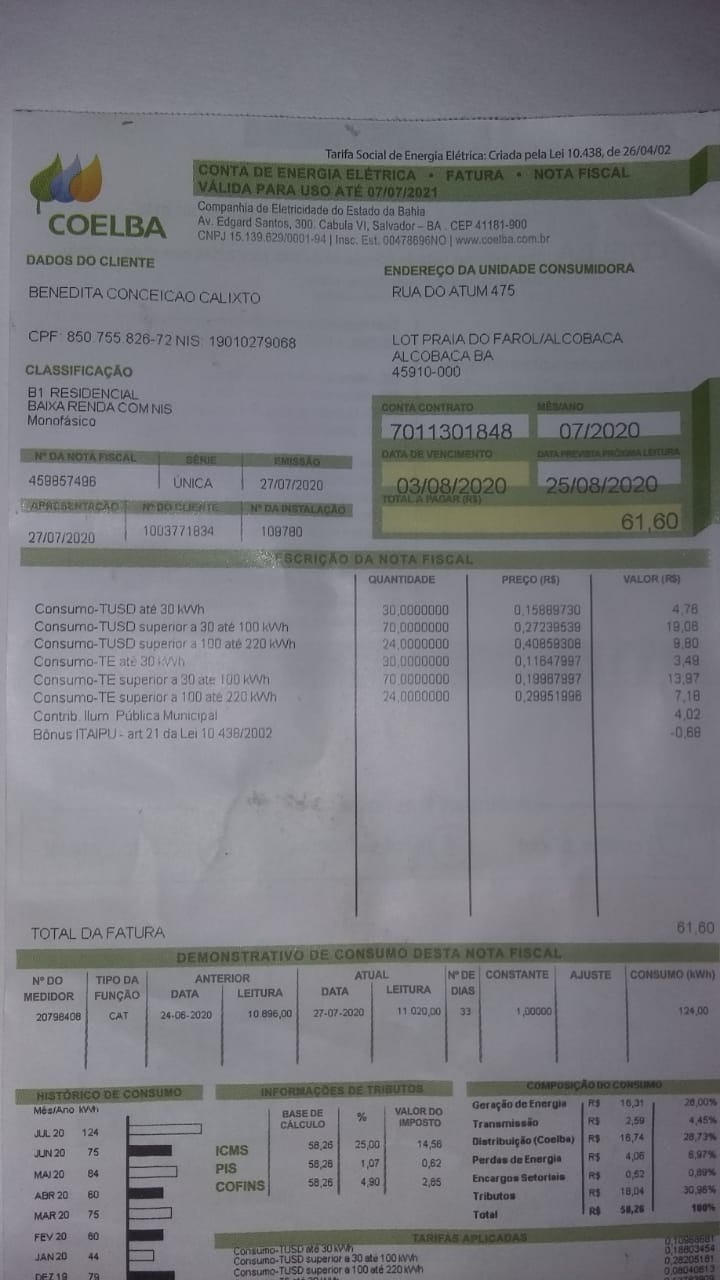 Tarifa Social de Energia Elétrica: Criada pela Lei 10.438, de 26/04/02
CONTA DE ENERGIA ELÉTRICA • FATURA • NOTA FISCAL
VÁLIDA PARA USO ATÉ 07/07/2021
COELBA
Companhia de Eletricidade do Estado da Bahia
Av. Edgard Santos, 300. Cabula VI, Salvador – BA . CEP 41181-900
CNPJ 15.139.629/0001-94 | Insc. Est. 00478696NO | www.coelba.com.br
DADOS DO CLIENTE
BENEDITA CONCEICAO CALIXTO
CPF: 850.755.826-72 NIS: 19010279068
ENDEREÇO DA UNIDADE CONSUMIDORA
RUA DO ATUM 475
LOT PRAIA DO FAROL/ALCOBACA
ALCOBACA BA
45910-000
CLASSIFICAÇÃO
B1 RESIDENCIAL
BAIXA RENDA COM NIS
Monofásico
CONTA CONTRATO MÊS/ANO
7011301848 07/2020
DATA DE VENCIMENTO DATA PREVISTA PRÓXIMA LEITURA
03/08/2020 25/08/2020
TOTAL A PAGAR (R$)
61,60
Nº DA NOTA FISCAL SÉRIE EMISSÃO
459857496 ÚNICA 27/07/2020
APRESENTAÇÃO Nº DO CLIENTE Nº DA INSTALAÇÃO
27/07/2020 1003771834 109780
ESCRIÇÃO DA NOTA FISCAL
QUANTIDADE PREÇO (R$) VALOR (R$)
Consumo-TUSD até 30 kWh 30,0000000 0,15889730 4,76
Consumo-TUSD superior a 30 até 100 kWh 70,0000000 0,27239539 19,06
Consumo-TUSD superior a 100 até 220 kWh 24,0000000 0,40859308 9,80
Consumo-TE até 30 kWh 30,0000000 0,11647997 3,49
Consumo-TE superior a 30 até 100 kWh 70,0000000 0,19967997 13,97
Consumo-TE superior a 100 até 220 kWh 24,0000000 0,29951996 7,18
Contrib. Ilum. Pública Municipal 4,02
Bônus ITAIPU - art 21 da Lei 10 438/2002 -0,68
TOTAL DA FATURA 61,60
DEMONSTRATIVO DE CONSUMO DESTA NOTA FISCAL
Nº DO MEDIDOR TIPO DA FUNÇÃO ANTERIOR DATA LEITURA ATUAL DATA LEITURA Nº DE DIAS CONSTANTE AJUSTE CONSUMO (kWh)
20798408 CAT 24-06-2020 10 896,00 27-07-2020 11 020,00 33 1,00000 124,00
HISTÓRICO DE CONSUMO
Mês/Ano kWh
JUL 20 124
JUN 20 75
MAI 20 84
ABR 20 60
MAR 20 75
FEV 20 60
JAN 20 44
DEZ 19 79
INFORMAÇÕES DE TRIBUTOS
BASE DE CÁLCULO % VALOR DO IMPOSTO
ICMS 58,26 25,00 14,56
PIS 58,26 1,07 0,62
COFINS 58,26 4,90 2,85
COMPOSIÇÃO DO CONSUMO
Geração de Energia R$ 16,31 28,00%
Transmissão R$ 2,59 4,45%
Distribuição (Coelba) R$ 16,74 28,73%
Perdas de Energia R$ 4,06 6,97%
Encargos Setoriais R$ 0,52 0,89%
Tributos R$ 18,04 30,96%
Total R$ 58,26 100%
TARIFAS APLICADAS
Consumo-TUSD até 30 kWh
Consumo-TUSD superior a 30 até 100 kWh 0,18803454
Consumo-TUSD superior a 100 até 220 kWh 0,28205181